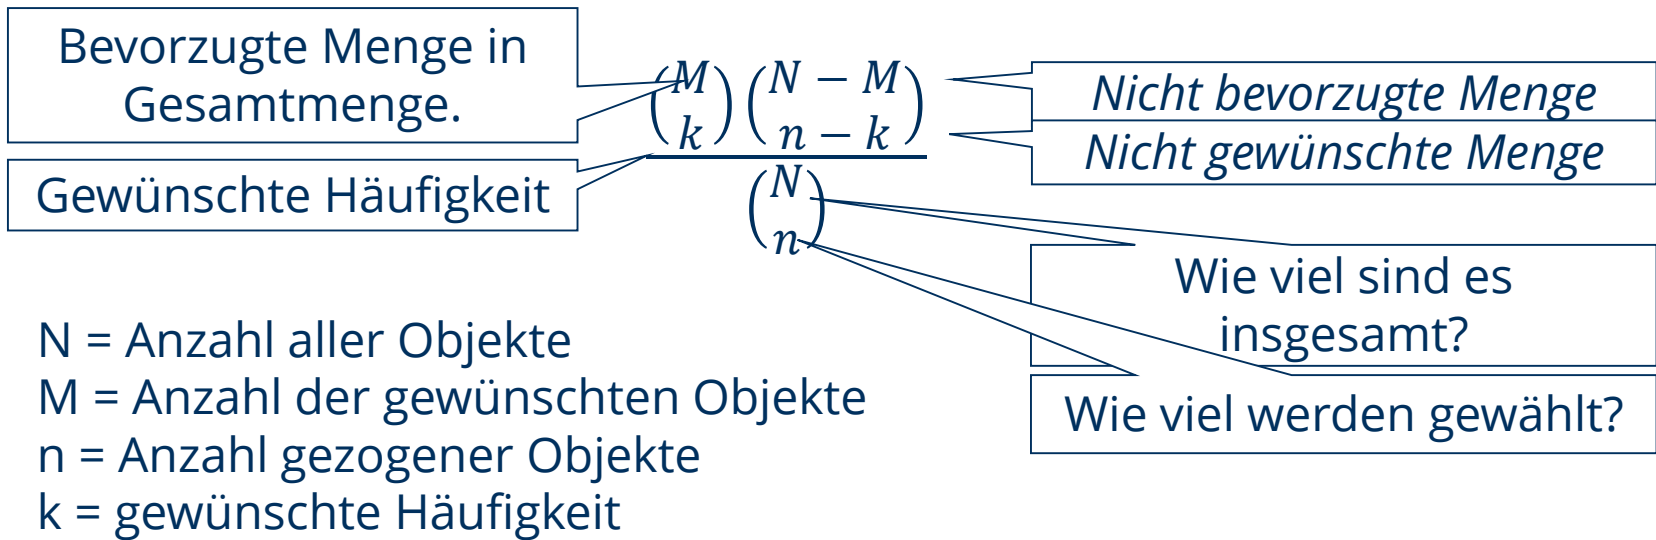 Bevorzugte Menge in
Gesamtmenge.
Gewünschte Häufigkeit
(M) (N − M)
(k) (n − k)
(N)
(n)
Nicht bevorzugte Menge
Nicht gewünschte Menge
Wie viel sind es
insgesamt?
Wie viel werden gewählt?
N = Anzahl aller Objekte
M = Anzahl der gewünschten Objekte
n = Anzahl gezogener Objekte
k = gewünschte Häufigkeit